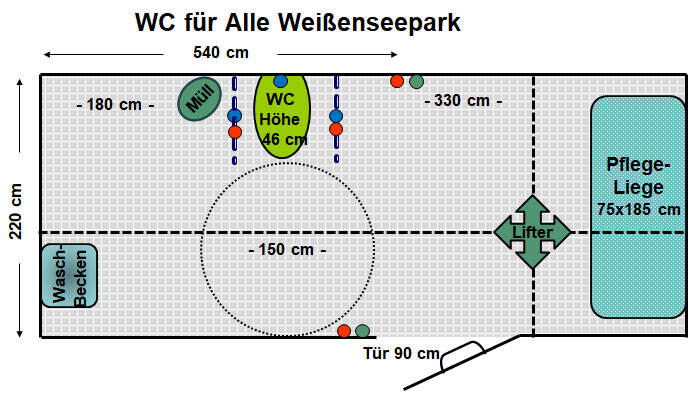 WC für Alle Weißenseepark
540 cm
- 180 cm -
Müll
WC
Höhe
46 cm
- 330 cm -
Pflege-
Liege
75x185 cm
220 cm
Lifter
- 150 cm -
Wasch-
Becken
Tür 90 cm